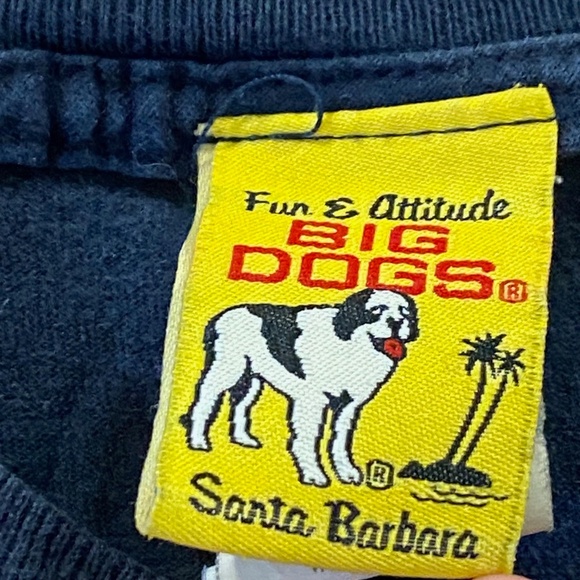 Fun & Attitude
BIG
DOGS®
®
Santa Barbara